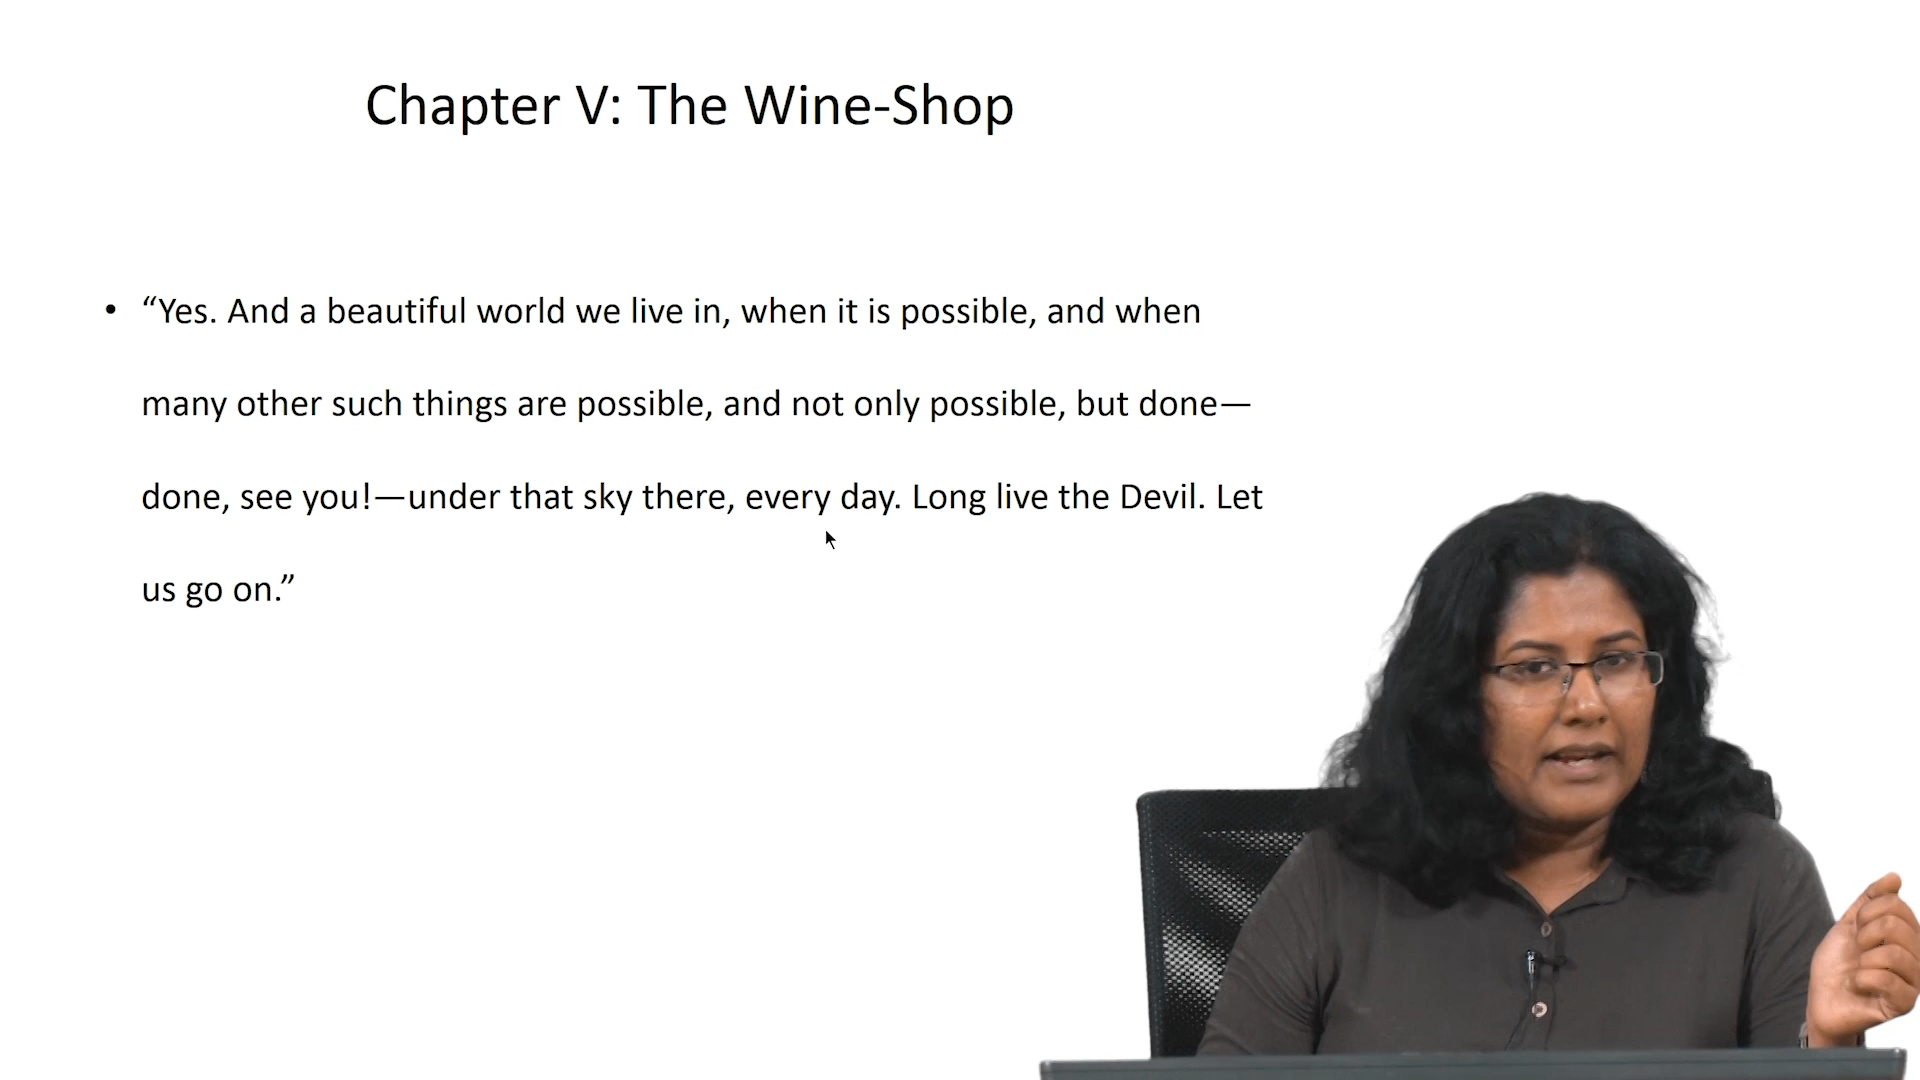 Chapter V: The Wine-Shop
• “Yes. And a beautiful world we live in, when it is possible, and when
many other such things are possible, and not only possible, but done—
done, see you!—under that sky there, every day. Long live the Devil. Let
us go on.”